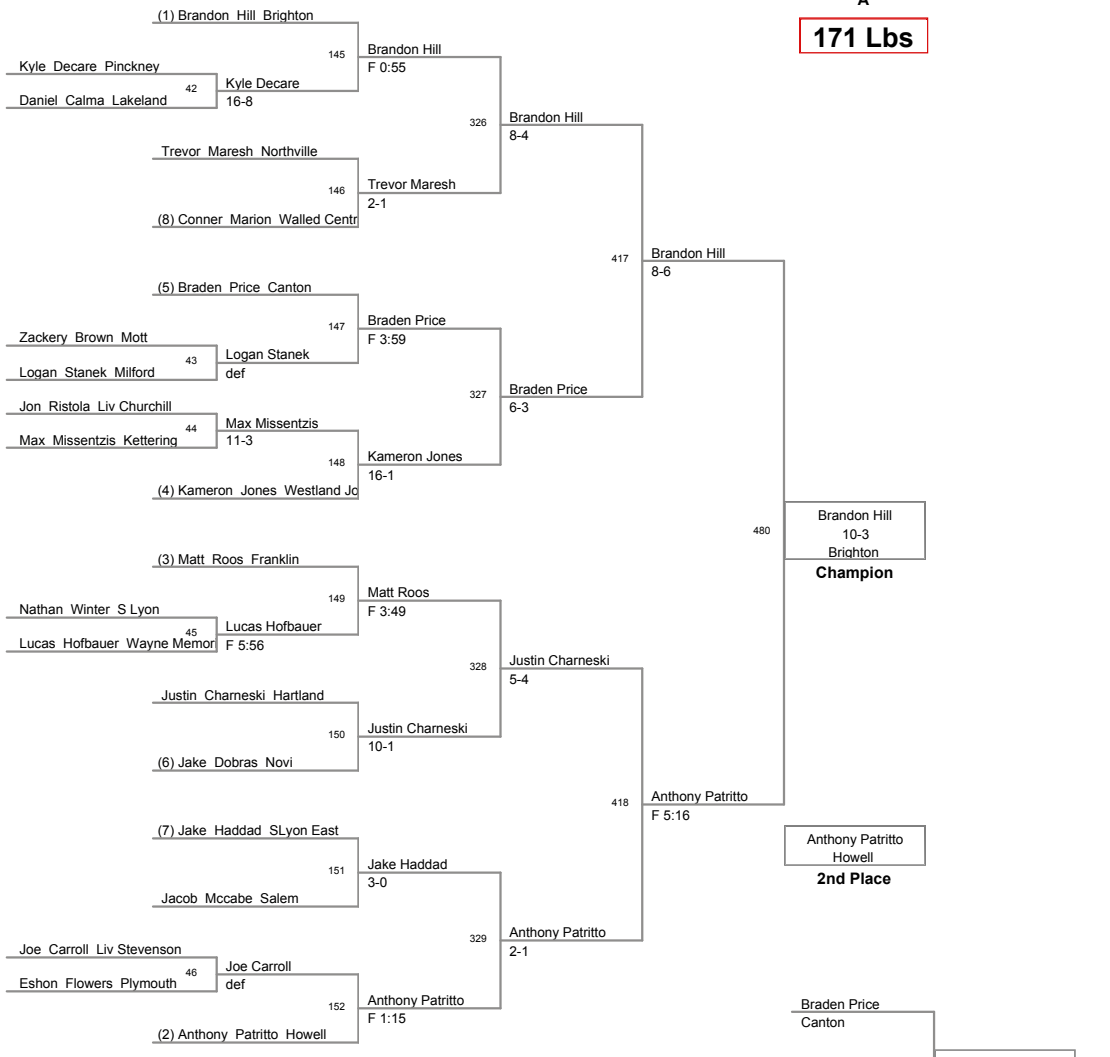 A
171 Lbs
(1) Brandon Hill Brighton
145
Brandon Hill
F 0:55
Kyle Decare Pinckney
42
Kyle Decare
16-8
Daniel Calma Lakeland
326
Brandon Hill
8-4
Trevor Maresh Northville
146
Trevor Maresh
2-1
(8) Conner Marion Walled Centr
417
Brandon Hill
8-6
(5) Braden Price Canton
147
Braden Price
F 3:59
Zackery Brown Mott
43
Logan Stanek
def
Logan Stanek Milford
327
Braden Price
6-3
Jon Ristola Liv Churchill
44
Max Missentzis
11-3
Max Missentzis Kettering
148
Kameron Jones
16-1
(4) Kameron Jones Westland Jo
480
Brandon Hill
10-3
Brighton
Champion
(3) Matt Roos Franklin
149
Matt Roos
F 3:49
Nathan Winter S Lyon
45
Lucas Hofbauer
F 5:56
Lucas Hofbauer Wayne Memor
328
Justin Charneski
5-4
Justin Charneski Hartland
150
Justin Charneski
10-1
(6) Jake Dobras Novi
418
Anthony Patritto
F 5:16
Anthony Patritto
Howell
2nd Place
(7) Jake Haddad SLyon East
151
Jake Haddad
3-0
Jacob Mccabe Salem
329
Anthony Patritto
2-1
Joe Carroll Liv Stevenson
46
Joe Carroll
def
Eshon Flowers Plymouth
152
Anthony Patritto
F 1:15
(2) Anthony Patritto Howell
Braden Price
Canton